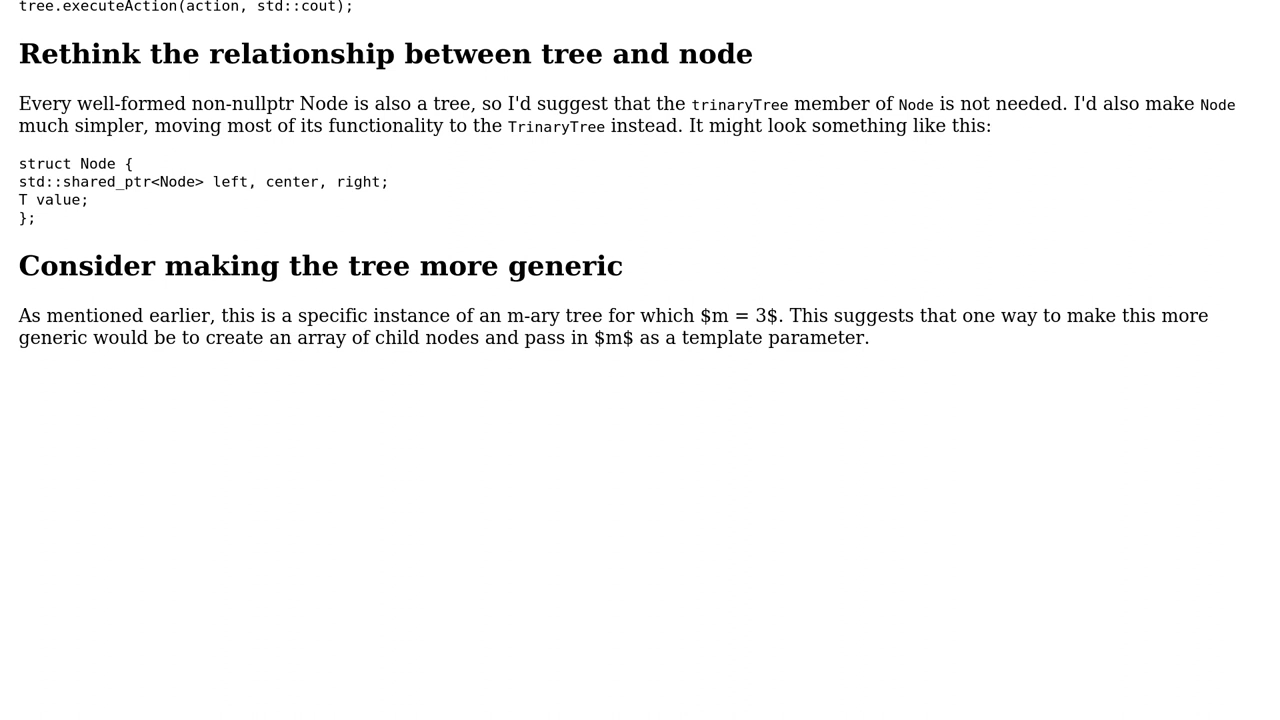 tree.executeAction(action, std::cout);
Rethink the relationship between tree and node
Every well-formed non-nullptr Node is also a tree, so I'd suggest that the trinaryTree member of Node is not needed. I'd also make Node
much simpler, moving most of its functionality to the TrinaryTree instead. It might look something like this:
struct Node {
std::shared_ptr<Node> left, center, right;
T value;
};
Consider making the tree more generic
As mentioned earlier, this is a specific instance of an m-ary tree for which $m = 3$. This suggests that one way to make this more
generic would be to create an array of child nodes and pass in $m$ as a template parameter.